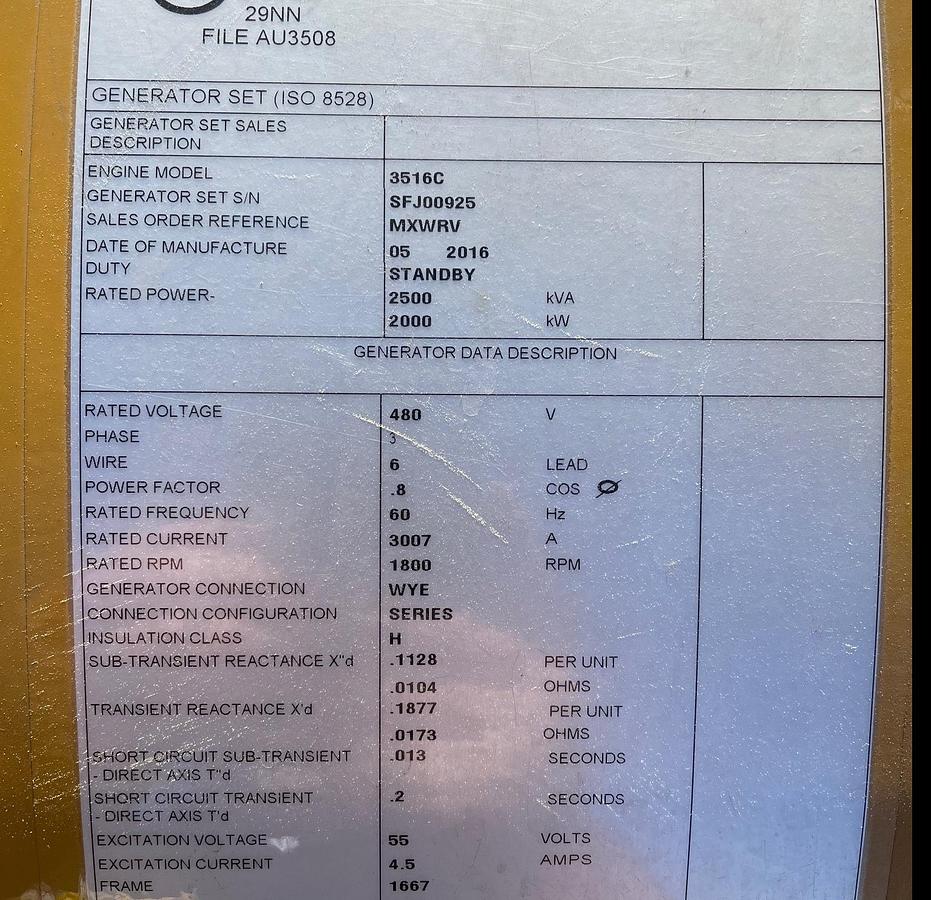 29NN
FILE AU3508
GENERATOR SET (ISO 8528)
GENERATOR SET SALES
DESCRIPTION
ENGINE MODEL 3516C
GENERATOR SET S/N SFJ00925
SALES ORDER REFERENCE MXWRV
DATE OF MANUFACTURE 05 2016
DUTY STANDBY
RATED POWER- 2500 kVA
2000 kW
GENERATOR DATA DESCRIPTION
RATED VOLTAGE 480 V
PHASE 3
WIRE 6 LEAD
POWER FACTOR .8 COS Ø
RATED FREQUENCY 60 Hz
RATED CURRENT 3007 A
RATED RPM 1800 RPM
GENERATOR CONNECTION WYE
CONNECTION CONFIGURATION SERIES
INSULATION CLASS H
SUB-TRANSIENT REACTANCE X"d .1128 PER UNIT
.0104 OHMS
TRANSIENT REACTANCE X'd .1877 PER UNIT
.0173 OHMS
SHORT CIRCUIT SUB-TRANSIENT .013 SECONDS
- DIRECT AXIS T"d
SHORT CIRCUIT TRANSIENT .2 SECONDS
- DIRECT AXIS T'd
EXCITATION VOLTAGE 55 VOLTS
EXCITATION CURRENT 4.5 AMPS
FRAME 1667